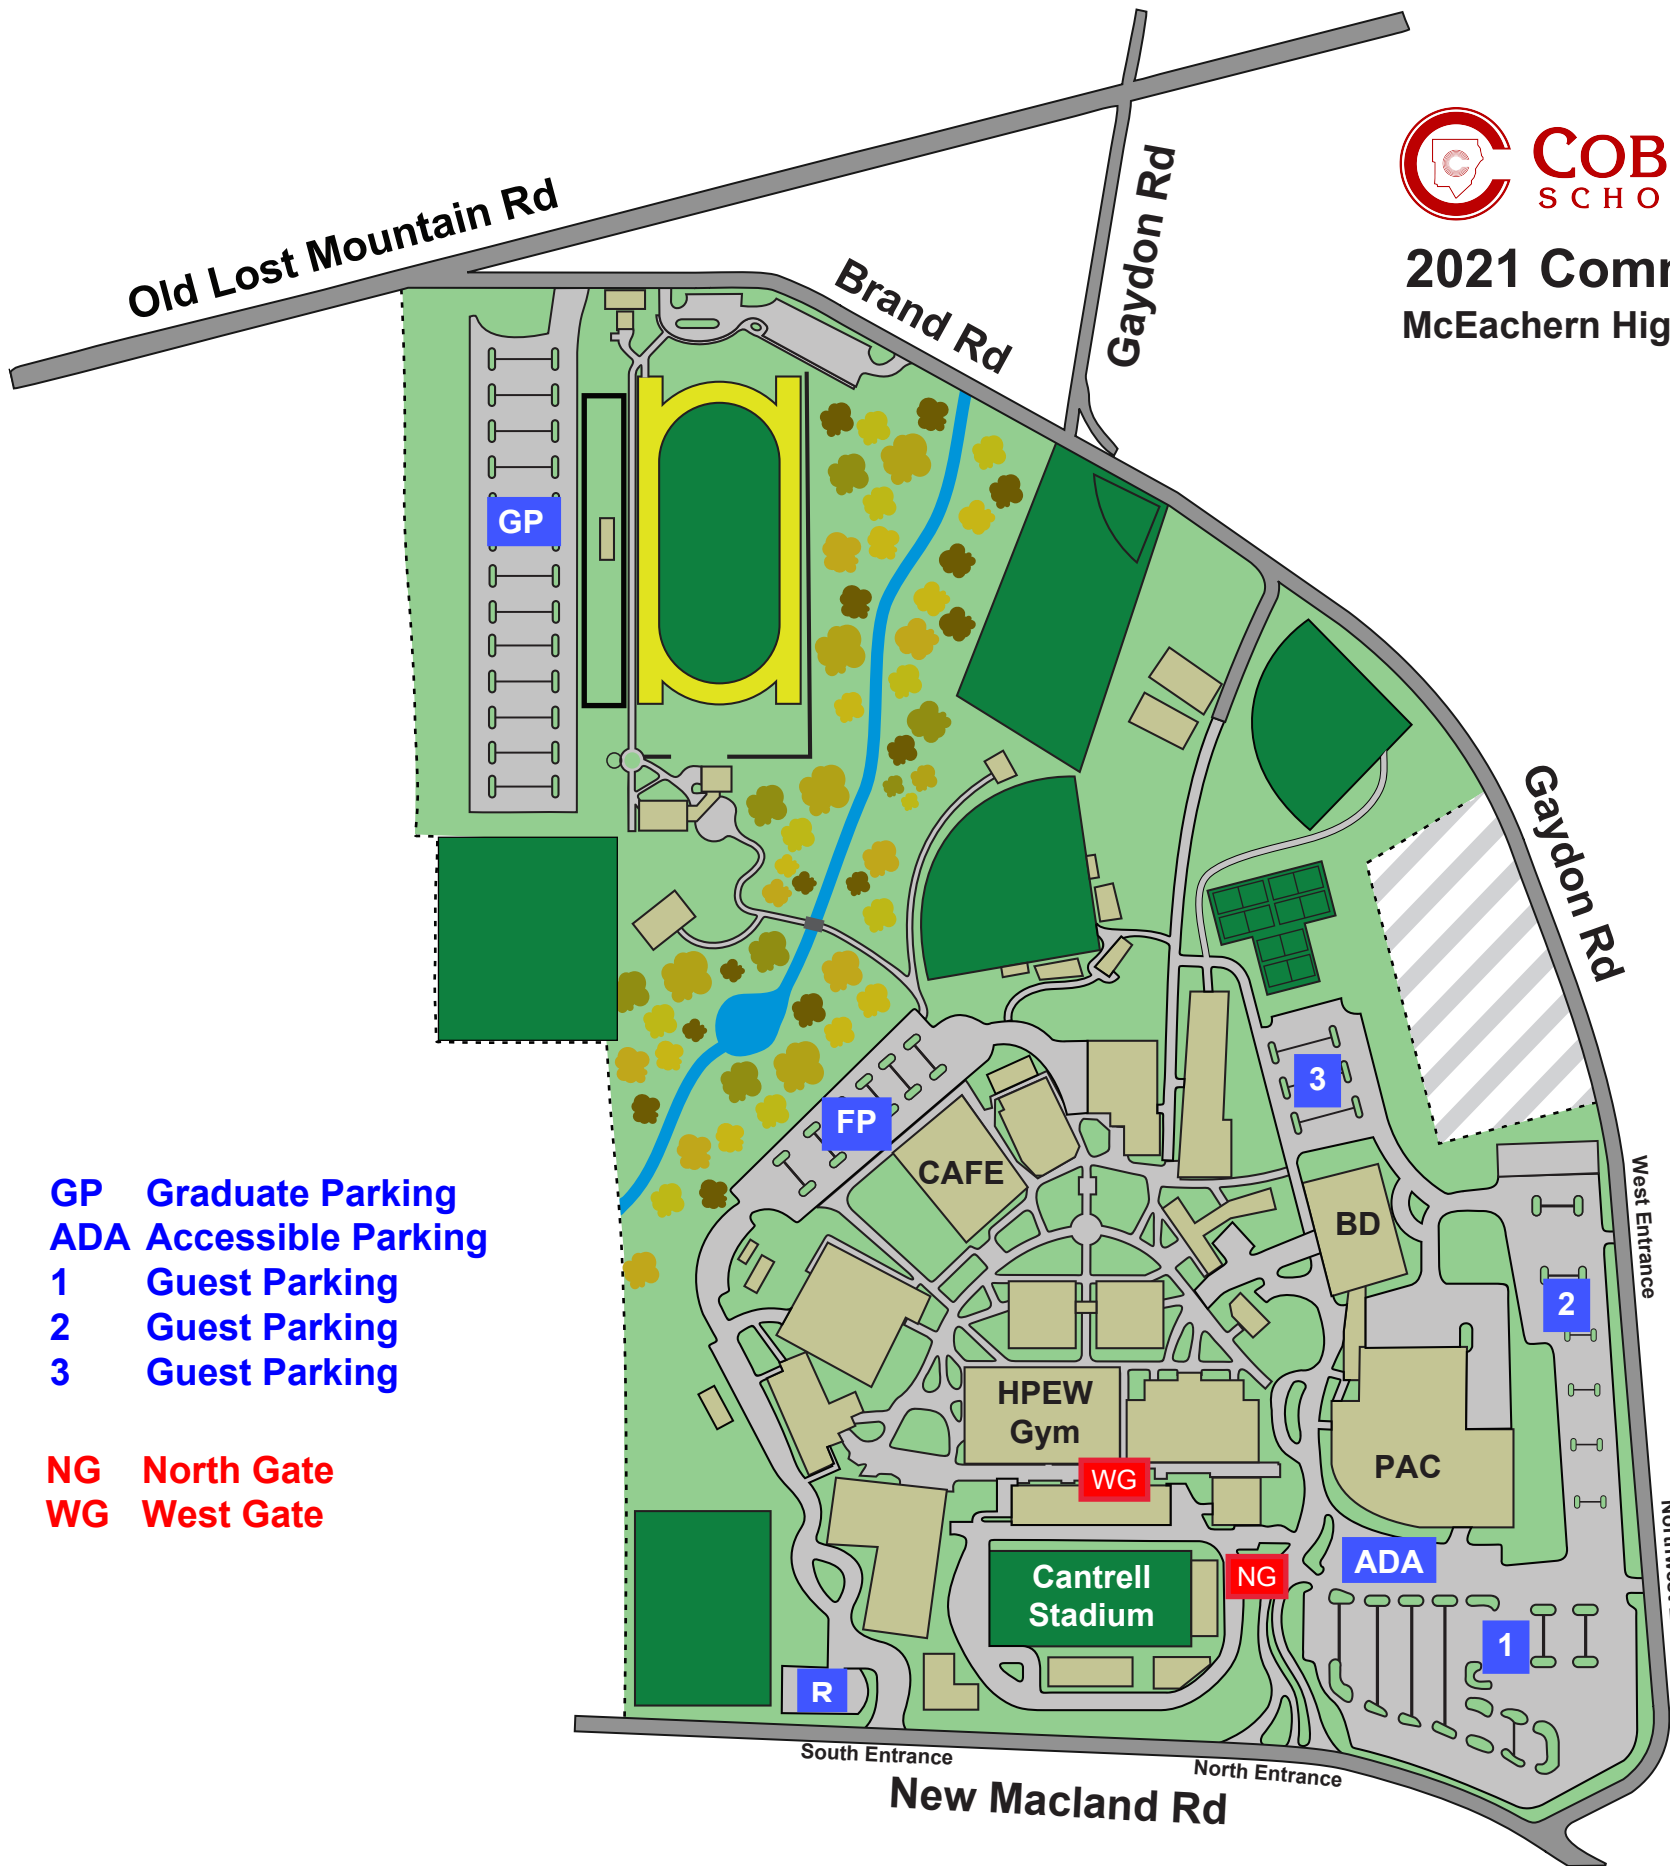 COB
SCHO
2021 Comm
McEachern Hig
Old Lost Mountain Rd
Brand Rd
Gaydon Rd
Gaydon Rd
GP
3
FP
CAFE
BD
West Entrance
2
GP Graduate Parking
ADA Accessible Parking
1 Guest Parking
2 Guest Parking
3 Guest Parking
NG North Gate
WG West Gate
HPEW
Gym
PAC
WG
ADA
NG
Cantrell
Stadium
1
R
South Entrance
North Entrance
New Macland Rd